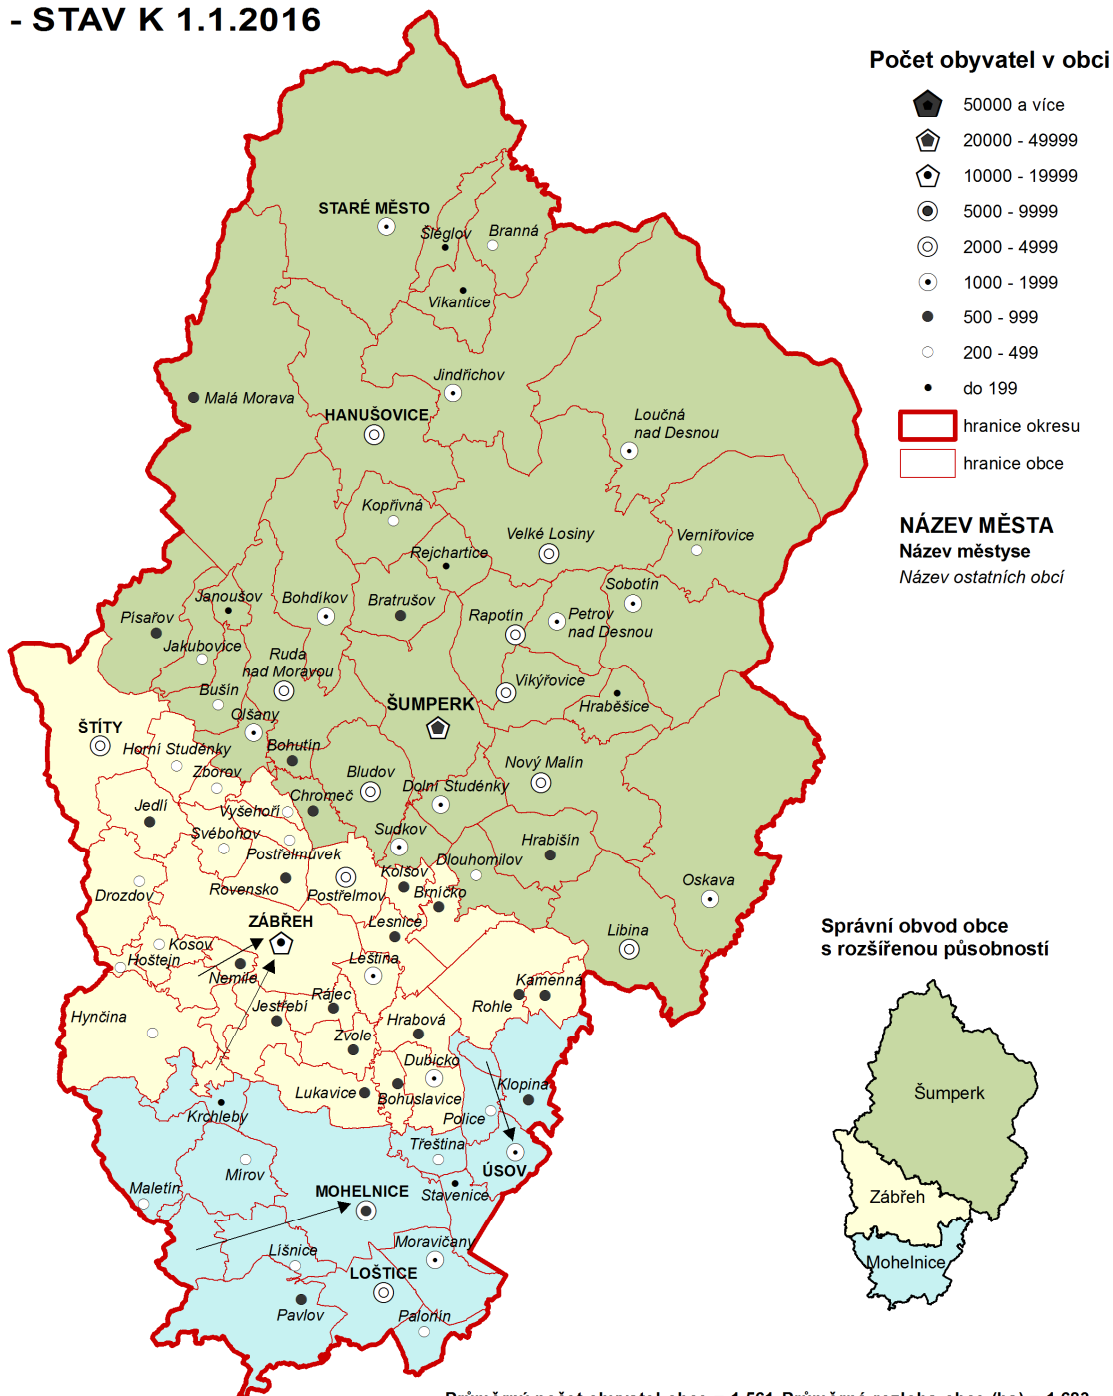 - STAV K 1.1.2016
Počet obyvatel v obci
50000 a více
20000 - 49999
10000 - 19999
5000 - 9999
2000 - 4999
1000 - 1999
500 - 999
200 - 499
do 199
hranice okresu
hranice obce
NÁZEV MĚSTA
Název městyse
Název ostatních obcí
STARÉ MĚSTO
Šléglov
Branná
Vikantice
Jindřichov
Malá Morava
HANUŠOVICE
Loučná
nad Desnou
Kopřivná
Velké Losiny
Vernířovice
Rejchartice
Sobotín
Janoušov
Bohdíkov
Bratrušov
Písařov
Rapotín
Petrov
nad Desnou
Jakubovice
Ruda
nad Moravou
Vikýřovice
Bušín
Hraběšice
ŠUMPERK
Olšany
ŠTÍTY
Horní Studénky
Bohutín
Nový Malín
Zborov
Bludov
Dolní Studénky
Chromeč
Jedlí
Vyšehoří
Svébohov
Sudkov
Hrabišín
Postřelmůvek
Dlouhomilov
Kolšov
Oskava
Rovensko
Postřelmov
Brníčko
Drozdov
ZÁBŘEH
Lesnice
Libina
Kosov
Hoštejn
Leština
Nemile
Kamenná
Rohle
Rájec
Jestřebí
Hynčina
Hrabová
Zvole
Dubicko
Lukavice
Bohuslavice
Klopina
Krchleby
Police
Třeština
Mírov
ÚSOV
Maletín
MOHELNICE
Stavenice
Moravičany
Líšnice
LOŠTICE
Pavlov
Palonín
Správní obvod obce
s rozšířenou působností
Šumperk
Zábřeh
Mohelnice